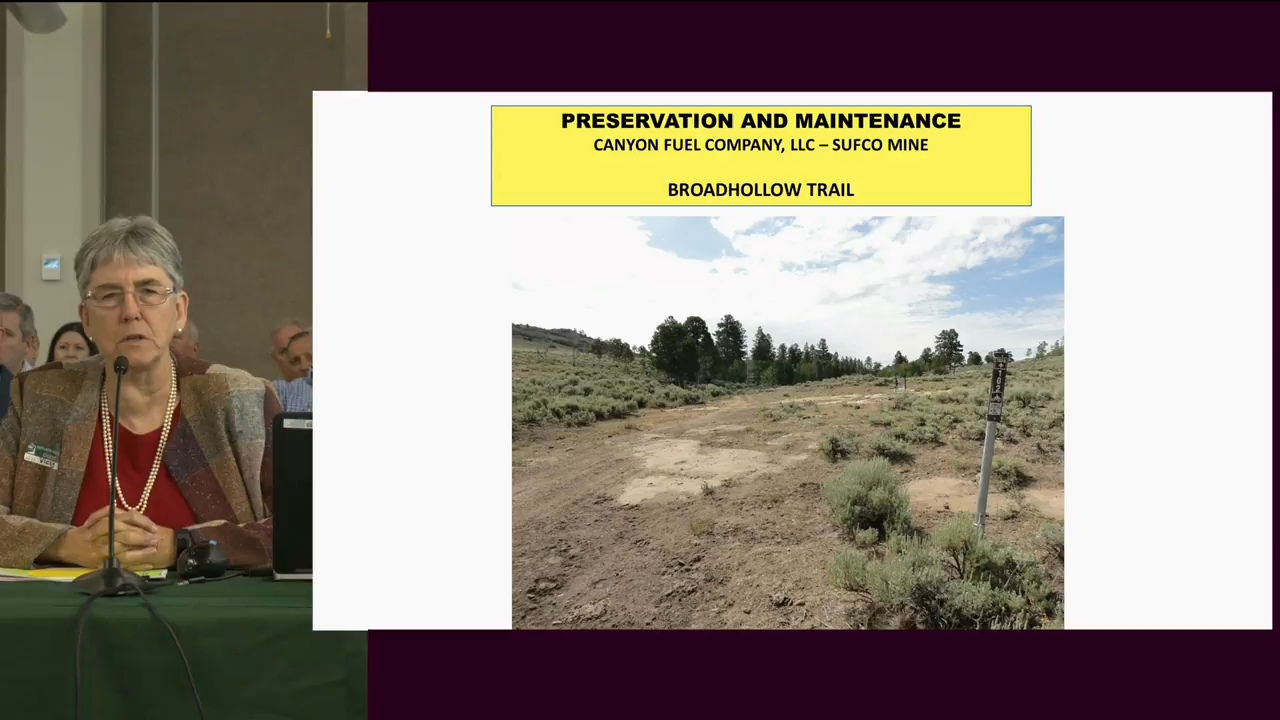 PRESERVATION AND MAINTENANCE
CANYON FUEL COMPANY, LLC – SUFCO MINE
BROADHOLLOW TRAIL